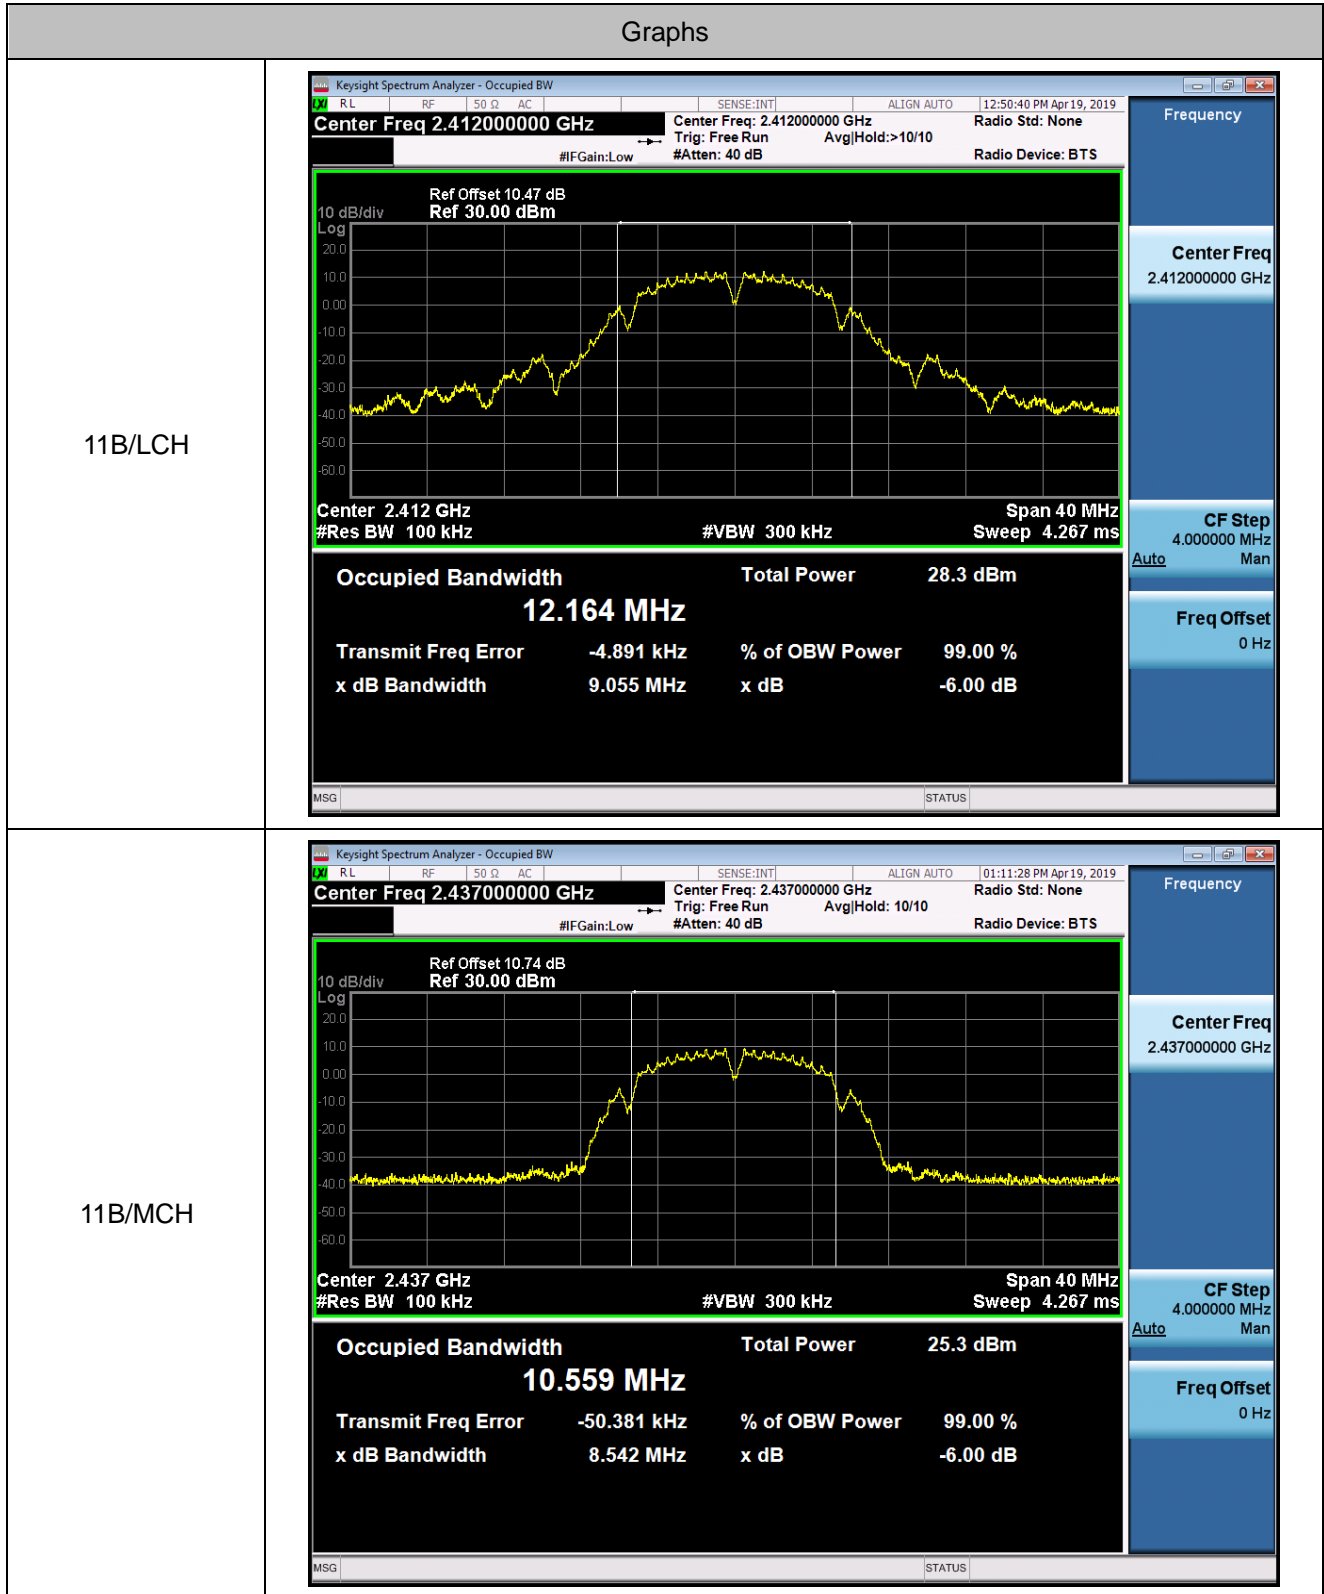 Graphs
11B/LCH
Keysight Spectrum Analyzer - Occupied BW
LXI RL RF 50 Ω AC SENSE:INT ALIGN AUTO 12:50:40 PM Apr 19, 2019
Center Freq 2.412000000 GHz
Center Freq: 2.412000000 GHz Radio Std: None
Trig: Free Run Avg|Hold:>10/10
#IFGain:Low #Atten: 40 dB Radio Device: BTS
Ref Offset 10.47 dB
10 dB/div Ref 30.00 dBm
Log
20.0
10.0
0.00
-10.0
-20.0
-30.0
-40.0
-50.0
-60.0
Center 2.412 GHz Span 40 MHz
#Res BW 100 kHz #VBW 300 kHz Sweep 4.267 ms
Occupied Bandwidth Total Power 28.3 dBm
12.164 MHz
Transmit Freq Error -4.891 kHz % of OBW Power 99.00 %
x dB Bandwidth 9.055 MHz x dB -6.00 dB
MSG STATUS
Frequency
Center Freq
2.412000000 GHz
CF Step
4.000000 MHz
Auto Man
Freq Offset
0 Hz
11B/MCH
Keysight Spectrum Analyzer - Occupied BW
LXI RL RF 50 Ω AC SENSE:INT ALIGN AUTO 01:11:28 PM Apr 19, 2019
Center Freq 2.437000000 GHz
Center Freq: 2.437000000 GHz Radio Std: None
Trig: Free Run Avg|Hold: 10/10
#IFGain:Low #Atten: 40 dB Radio Device: BTS
Ref Offset 10.74 dB
10 dB/div Ref 30.00 dBm
Log
20.0
10.0
0.00
-10.0
-20.0
-30.0
-40.0
-50.0
-60.0
Center 2.437 GHz Span 40 MHz
#Res BW 100 kHz #VBW 300 kHz Sweep 4.267 ms
Occupied Bandwidth Total Power 25.3 dBm
10.559 MHz
Transmit Freq Error -50.381 kHz % of OBW Power 99.00 %
x dB Bandwidth 8.542 MHz x dB -6.00 dB
MSG STATUS
Frequency
Center Freq
2.437000000 GHz
CF Step
4.000000 MHz
Auto Man
Freq Offset
0 Hz